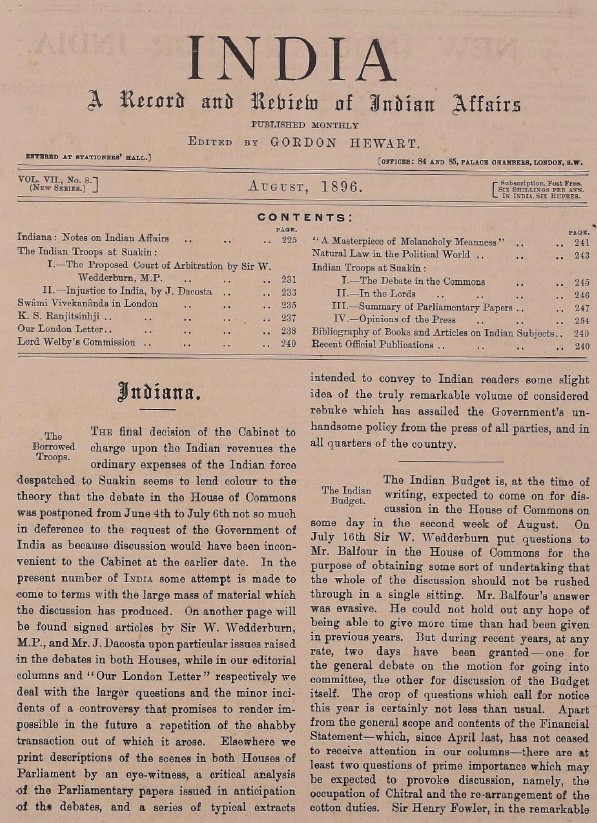 INDIA
A Record and Review of Indian Affairs
PUBLISHED MONTHLY
EDITED BY GORDON HEWART.
ENTERED AT STATIONERS' HALL.]
[OFFICES: 84 AND 85, PALACE CHAMBERS, LONDON, S.W.
VOL. VII., No. 8.
(NEW SERIES.)
AUGUST, 1896.
Subscription, Post Free,
SIX SHILLINGS PER ANN.
IN INDIA, SIX RUPEES.
CONTENTS:
PAGE.
Indiana: Notes on Indian Affairs .. .. .. 225
The Indian Troops at Suakin:
I.—The Proposed Court of Arbitration by Sir W.
Wedderburn, M.P. .. .. .. 231
II.—Injustice to India, by J. Dacosta .. .. .. 233
Swâmi Vivekanânda in London .. .. .. 235
K. S. Ranjitsinhji .. .. .. .. .. 237
Our London Letter.. .. .. .. .. 238
Lord Welby's Commission .. .. .. .. 240
PAGE.
"A Masterpiece of Melancholy Meanness" .. .. 241
Natural Law in the Political World .. .. .. 243
Indian Troops at Suakin:
I.—The Debate in the Commons .. .. 245
II.—In the Lords .. .. .. .. 246
III.—Summary of Parliamentary Papers .. .. 247
IV.—Opinions of the Press .. .. .. 254
Bibliography of Books and Articles on Indian Subjects.. 240
Recent Official Publications .. .. .. .. 240
Indiana.
The
Borrowed
Troops.
THE final decision of the Cabinet to
charge upon the Indian revenues the
ordinary expenses of the Indian force
despatched to Suakin seems to lend colour to the
theory that the debate in the House of Commons
was postponed from June 4th to July 6th not so much
in deference to the request of the Government of
India as because discussion would have been incon-
venient to the Cabinet at the earlier date. In the
present number of INDIA some attempt is made to
come to terms with the large mass of material which
the discussion has produced. On another page will
be found signed articles by Sir W. Wedderburn,
M.P., and Mr. J. Dacosta upon particular issues raised
in the debates in both Houses, while in our editorial
columns and "Our London Letter" respectively we
deal with the larger questions and the minor inci-
dents of a controversy that promises to render im-
possible in the future a repetition of the shabby
transaction out of which it arose. Elsewhere we
print descriptions of the scenes in both Houses of
Parliament by an eye-witness, a critical analysis
of the Parliamentary papers issued in anticipation
of the debates, and a series of typical extracts
intended to convey to Indian readers some slight
idea of the truly remarkable volume of considered
rebuke which has assailed the Government's un-
handsome policy from the press of all parties, and in
all quarters of the country.
The Indian
Budget.
The Indian Budget is, at the time of
writing, expected to come on for dis-
cussion in the House of Commons on
some day in the second week of August. On
July 16th Sir W. Wedderburn put questions to
Mr. Balfour in the House of Commons for the
purpose of obtaining some sort of undertaking that
the whole of the discussion should not be rushed
through in a single sitting. Mr. Balfour's answer
was evasive. He could not hold out any hope of
being able to give more time than had been given
in previous years. But during recent years, at any
rate, two days have been granted—one for
the general debate on the motion for going into
committee, the other for discussion of the Budget
itself. The crop of questions which call for notice
this year is certainly not less than usual. Apart
from the general scope and contents of the Financial
Statement—which, since April last, has not ceased
to receive attention in our columns—there are at
least two questions of prime importance which may
be expected to provoke discussion, namely, the
occupation of Chitral and the re-arrangement of the
cotton duties. Sir Henry Fowler, in the remarkable